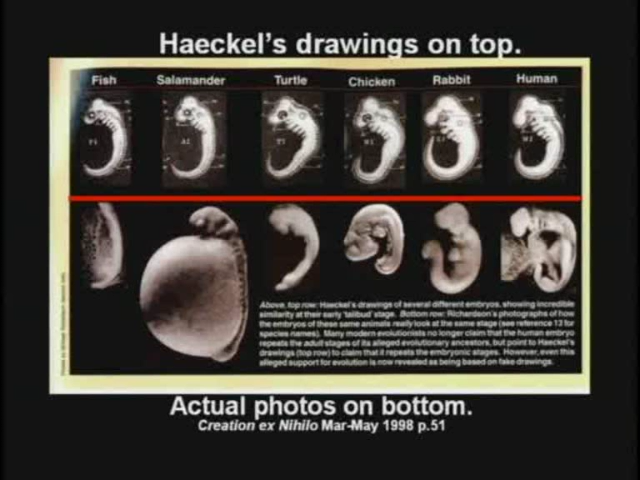 Haeckel's drawings on top.
Fish Salamander Turtle Chicken Rabbit Human
Above, top row: Haeckel's drawings of several different embryos, showing incredible
similarity at their early 'tailbud' stage. Bottom row: Richardson's photographs of how
the embryos of these same animals really look at the same stage (see reference 13 for
species names). Many modern evolutionists no longer claim that the human embryo
repeats the adult stages of its alleged evolutionary ancestors, but point to Haeckel's
drawings (top row) to claim that it repeats the embryonic stages. However, even this
alleged support for evolution is now revealed as being based on fake drawings.
Actual photos on bottom.
Creation ex Nihilo Mar-May 1998 p.51